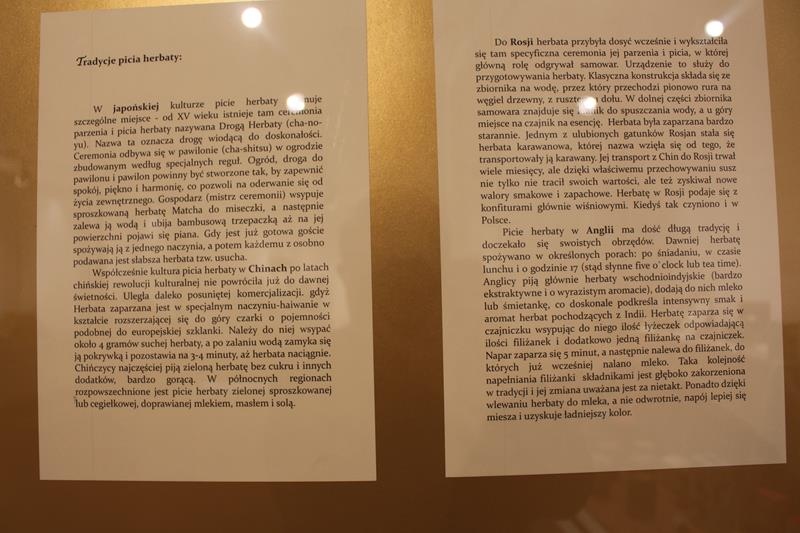 Tradycje picia herbaty:
W japońskiej kulturze picie herbaty
szczególne miejsce - od XV wieku istnieje tam ceremonia
parzenia i picia herbaty nazywana Drogą Herbaty (cha-no-
yu). Nazwa ta oznacza drogę wiodącą do doskonałości.
Ceremonia odbywa się w pawilonie (cha-shitsu) w ogrodzie
zbudowanym według specjalnych reguł. Ogród, droga do
pawilonu i pawilon powinny być stworzone tak, by zapewnić
spokój, piękno i harmonię, co pozwoli na oderwanie się od
życia zewnętrznego. Gospodarz (mistrz ceremonii) wsypuje
sproszkowaną herbatę Matcha do miseczki, a następnie
zalewa ją wodą i ubija bambusową trzepaczką aż na jej
powierzchni pojawi się piana. Gdy jest już gotowa goście
spożywają ją z jednego naczynia, a potem każdemu z osobno
podawana jest słabsza herbata tzw. usucha.
Współcześnie kultura picia herbaty w Chinach po latach
chińskiej rewolucji kulturalnej nie powróciła już do dawnej
świetności. Uległa daleko posuniętej komercjalizacji. gdyż
Herbata zaparzana jest w specjalnym naczyniu-haiwanie w
kształcie rozszerzającej się do góry czarki o pojemności
podobnej do europejskiej szklanki. Należy do niej wsypać
około 4 gramów suchej herbaty, a po zalaniu wodą zamyka się
ją pokrywką i pozostawia na 3-4 minuty, aż herbata naciągnie.
Chińczycy najczęściej piją zieloną herbatę bez cukru i innych
dodatków, bardzo gorącą. W północnych regionach
rozpowszechnione jest picie herbaty zielonej sproszkowanej
lub cegiełkowej, doprawianej mlekiem, masłem i solą.
Do Rosji herbata przybyła dosyć wcześnie i wykształciła
się tam specyficzna ceremonia jej parzenia i picia, w której
główną rolę odgrywał samowar. Urządzenie to służy do
przygotowywania herbaty. Klasyczna konstrukcja składa się ze
zbiornika na wodę, przez który przechodzi pionowo rura na
węgiel drzewny, z rusztem u dołu. W dolnej części zbiornika
samowara znajduje się kranik do spuszczania wody, a u góry
miejsce na czajnik na esencję. Herbata była zaparzana bardzo
starannie. Jednym z ulubionych gatunków Rosjan stała się
herbata karawanowa, której nazwa wzięła się od tego, że
transportowały ją karawany. Jej transport z Chin do Rosji trwał
wiele miesięcy, ale dzięki właściwemu przechowywaniu susz
nie tylko nie tracił swoich wartości, ale też zyskiwał nowe
walory smakowe i zapachowe. Herbatę w Rosji podaje się z
konfiturami głównie wiśniowymi. Kiedyś tak czyniono i w
Polsce.
Picie herbaty w Anglii ma dość długą tradycję i
doczekało się swoistych obrzędów. Dawniej herbatę
spożywano w określonych porach: po śniadaniu, w czasie
lunchu i o godzinie 17 (stąd słynne five o`clock lub tea time).
Anglicy piją głównie herbaty wschodnioindyjskie (bardzo
ekstraktywne i o wyrazistym aromacie), dodają do nich mleko
lub śmietankę, co doskonale podkreśla intensywny smak i
aromat herbat pochodzących z Indii. Herbatę zaparza się w
czajniczku wsypując do niego ilość łyżeczek odpowiadającą
ilości filiżanek i dodatkowo jedną filiżankę na czajniczek.
Napar zaparza się 5 minut, a następnie nalewa do filiżanek, do
których już wcześniej nalano mleko. Taka kolejność
napełniania filiżanki składnikami jest głęboko zakorzeniona
w tradycji i jej zmiana uważana jest za nietakt. Ponadto dzięki
wlewaniu herbaty do mleka, a nie odwrotnie, napój lepiej się
miesza i uzyskuje ładniejszy kolor.